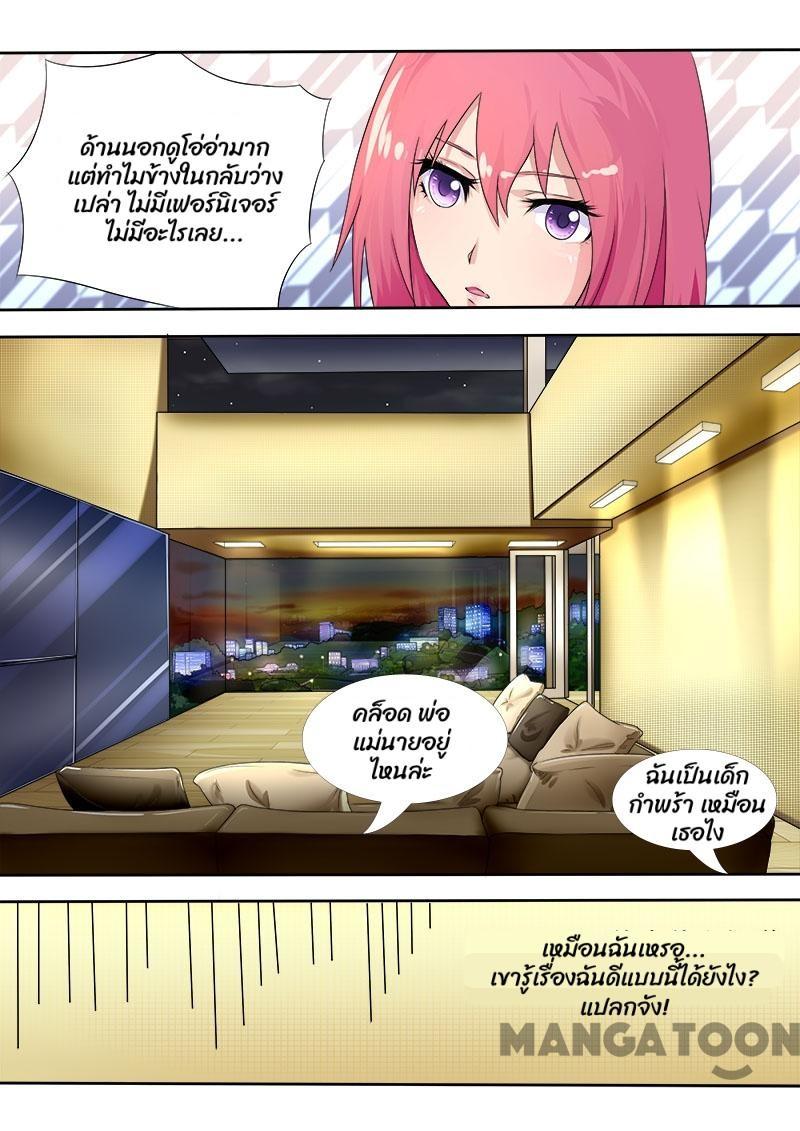 ด้านนอกดูโอ่อ่ามาก
แต่ทำไมข้างในกลับว่าง
เปล่า ไม่มีเฟอร์นิเจอร์
ไม่มีอะไรเลย...
คล็อด พ่อ
แม่นายอยู่
ไหนล่ะ
ฉันเป็นเด็ก
กำพร้า เหมือน
เธอไง
เหมือนฉันเหรอ...
เขารู้เรื่องฉันดีแบบนี้ได้ยังไง?
แปลกจัง!
MANGATOON